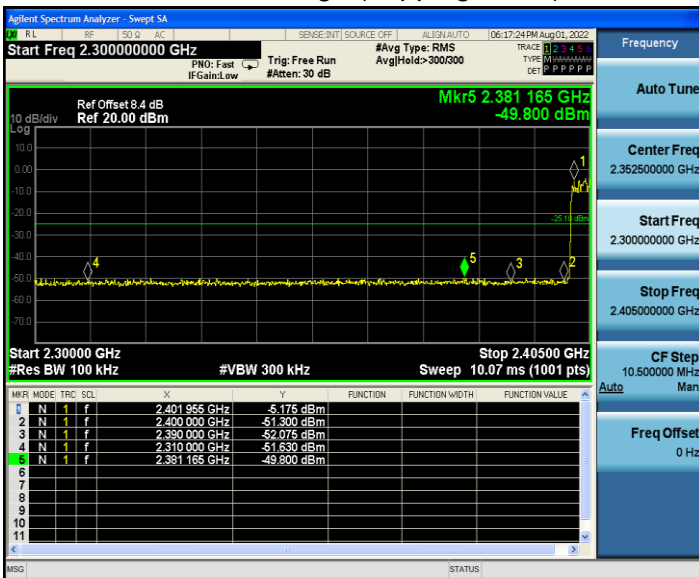 Agilent Spectrum Analyzer - Swept SA
RL RF 50 Ω AC SENSE:INT SOURCE OFF ALIGN AUTO 06:17:24 PM Aug 01, 2022
Start Freq 2.300000000 GHz
PNO: Fast
IFGain:Low
Trig: Free Run
#Atten: 30 dB
#Avg Type: RMS
Avg|Hold:>300/300
TRACE 1 2 3 4 5 6
TYPE M
DET P P P P P P
Frequency
Auto Tune
Center Freq
2.352500000 GHz
Start Freq
2.300000000 GHz
Stop Freq
2.405000000 GHz
CF Step
10.500000 MHz
Auto Man
Freq Offset
0 Hz
Mkr5 2.381 165 GHz
-49.800 dBm
Ref Offset 8.4 dB
10 dB/div Ref 20.00 dBm
Log
10.0
0.00
-10.0
-20.0
-30.0
-40.0
-50.0
-60.0
-70.0
1
-25.18 dBm
4
5
3
2
Start 2.30000 GHz Stop 2.40500 GHz
#Res BW 100 kHz #VBW 300 kHz Sweep 10.07 ms (1001 pts)
MKR MODE TRC SCL X Y FUNCTION FUNCTION WIDTH FUNCTION VALUE
1 N 1 f 2.401 955 GHz -5.175 dBm
2 N 1 f 2.400 000 GHz -51.300 dBm
3 N 1 f 2.390 000 GHz -52.075 dBm
4 N 1 f 2.310 000 GHz -51.630 dBm
5 N 1 f 2.381 165 GHz -49.800 dBm
6
7
8
9
10
11
MSG STATUS